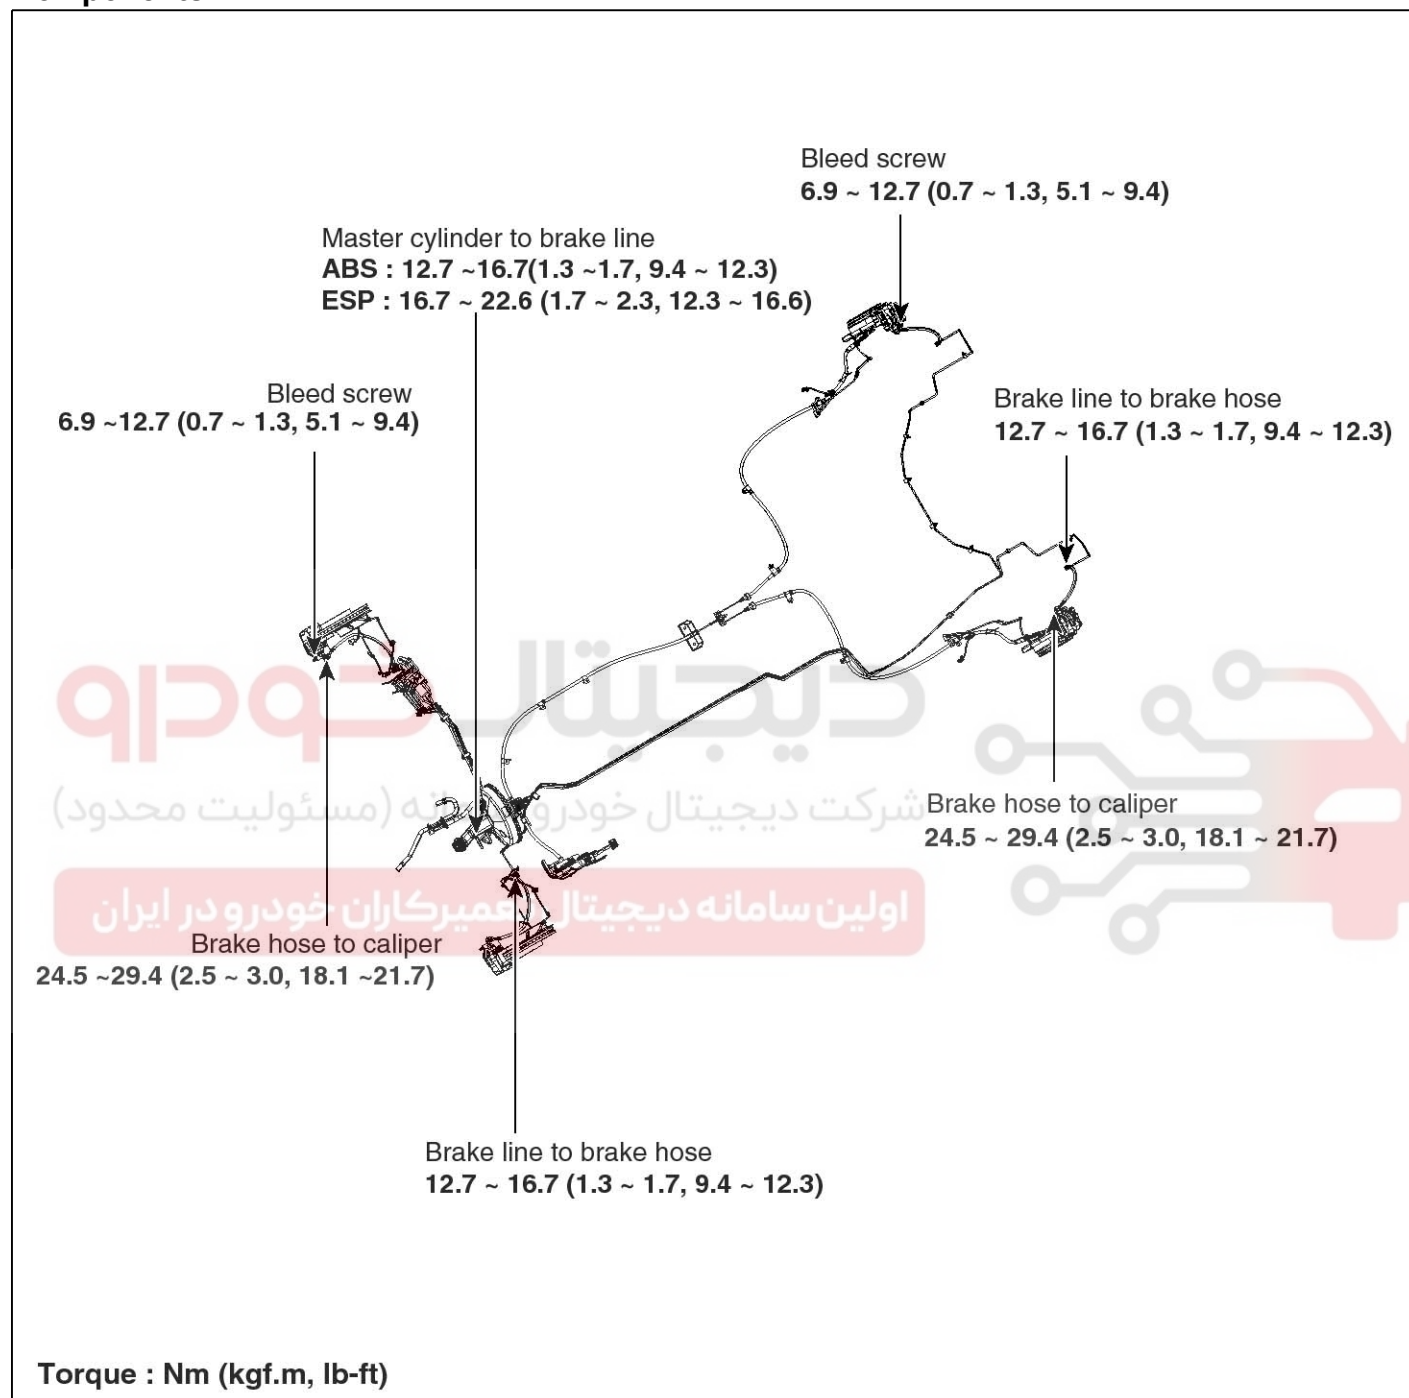 Bleed screw
6.9 ~ 12.7 (0.7 ~ 1.3, 5.1 ~ 9.4)
Master cylinder to brake line
ABS : 12.7 ~16.7(1.3 ~1.7, 9.4 ~ 12.3)
ESP : 16.7 ~ 22.6 (1.7 ~ 2.3, 12.3 ~ 16.6)
Bleed screw
6.9 ~12.7 (0.7 ~ 1.3, 5.1 ~ 9.4)
Brake line to brake hose
12.7 ~ 16.7 (1.3 ~ 1.7, 9.4 ~ 12.3)
دیجیتال خودرو
شرکت دیجیتال خودرو (مسئولیت محدود)
Brake hose to caliper
24.5 ~ 29.4 (2.5 ~ 3.0, 18.1 ~ 21.7)
اولین سامانه دیجیتال تعمیرکاران خودرو در ایران
Brake hose to caliper
24.5 ~29.4 (2.5 ~ 3.0, 18.1 ~21.7)
Brake line to brake hose
12.7 ~ 16.7 (1.3 ~ 1.7, 9.4 ~ 12.3)
Torque : Nm (kgf.m, lb-ft)